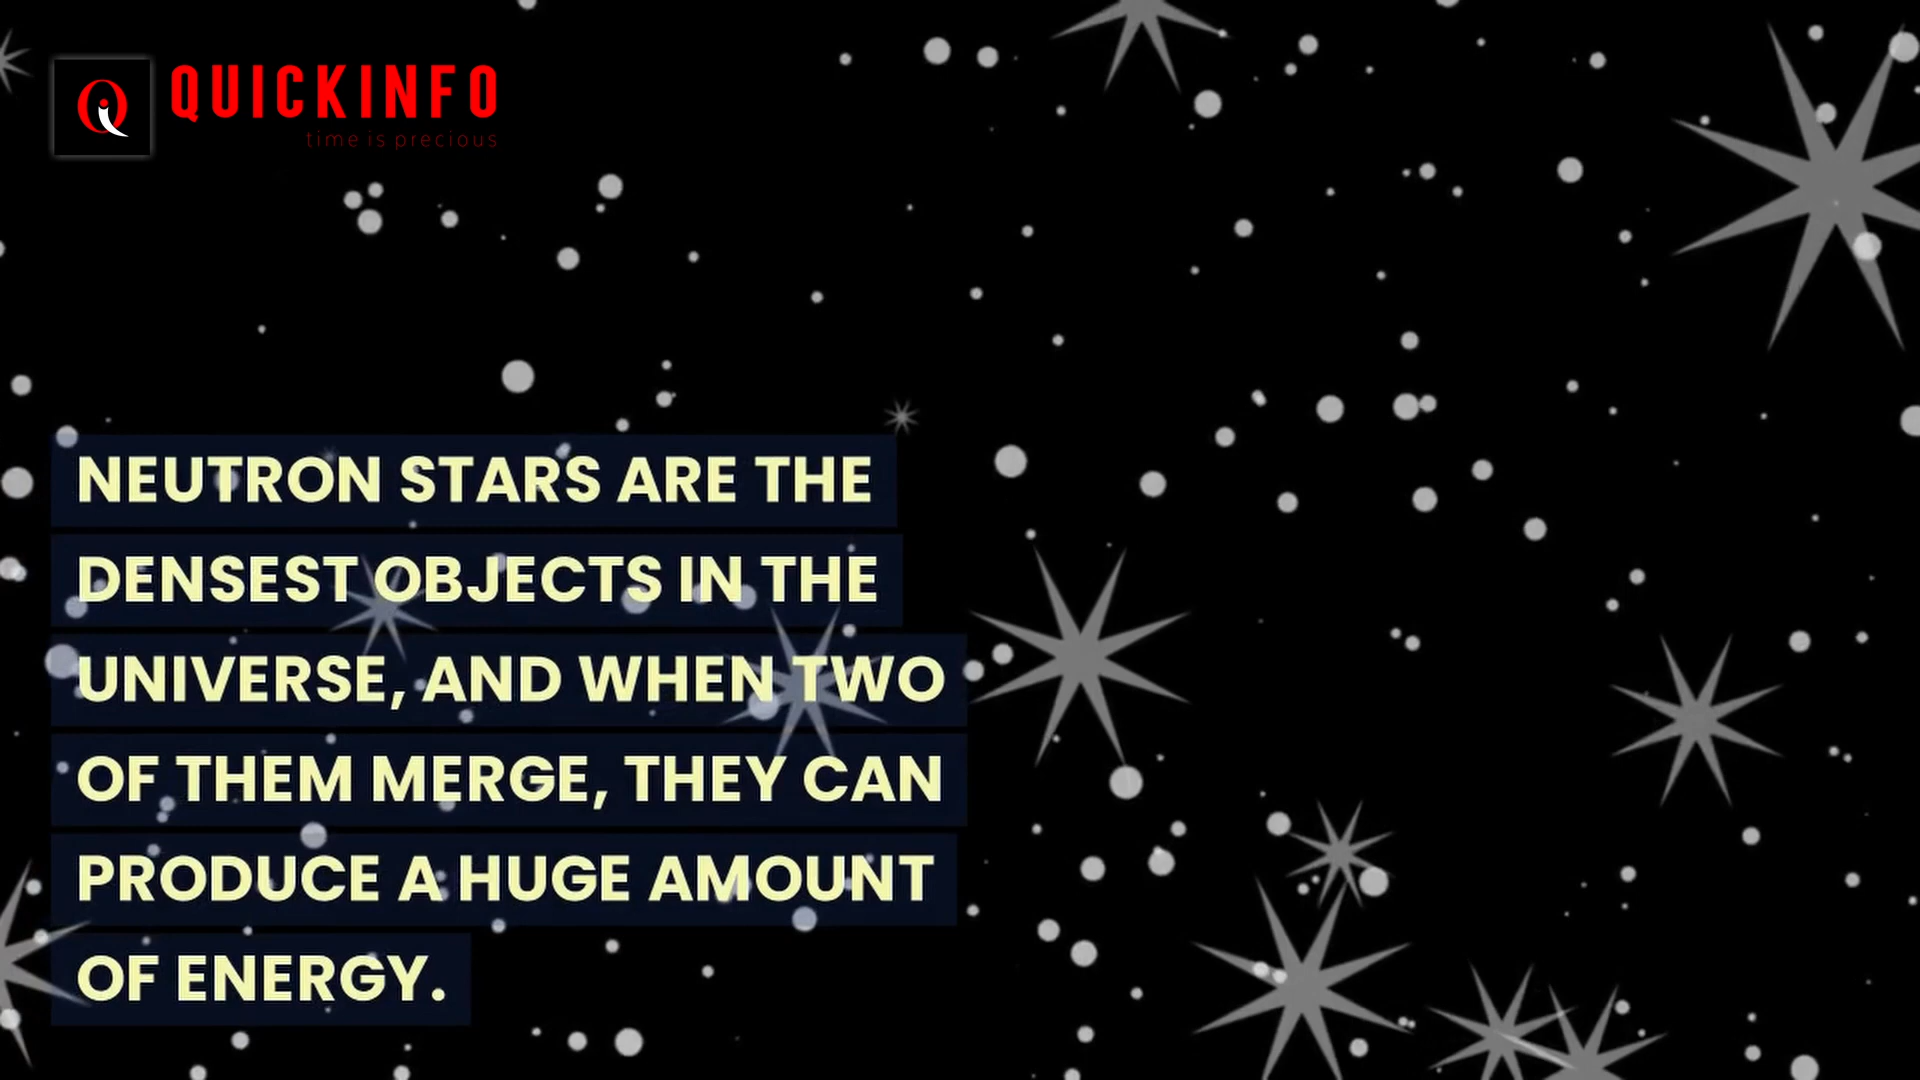 QUICKINFO
time is precious
NEUTRON STARS ARE THE
DENSEST OBJECTS IN THE
UNIVERSE, AND WHEN TWO
OF THEM MERGE, THEY CAN
PRODUCE A HUGE AMOUNT
OF ENERGY.